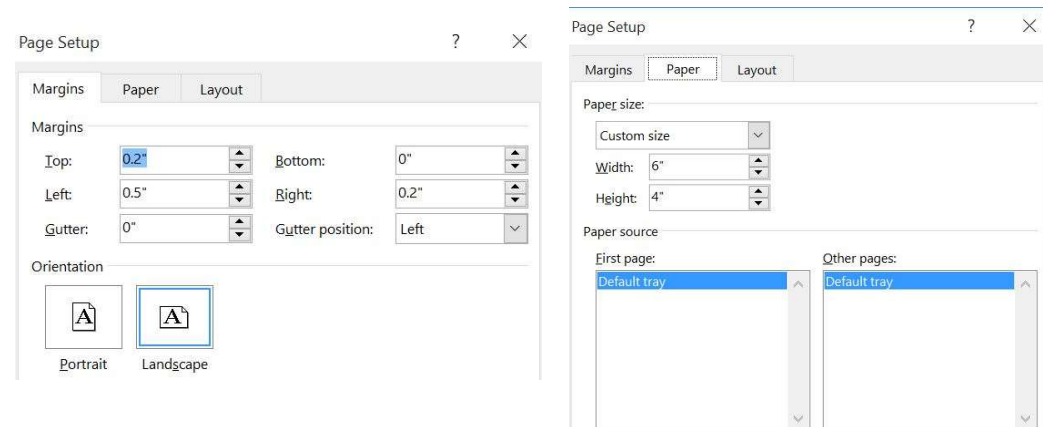 Page Setup ? ×
Margins Paper Layout
Margins
Top: 0.2" Bottom: 0"
Left: 0.5" Right: 0.2"
Gutter: 0" Gutter position: Left
Orientation
A A
Portrait Landscape
Page Setup ? ×
Margins Paper Layout
Paper size:
Custom size
Width: 6"
Height: 4"
Paper source
First page: Other pages:
Default tray Default tray